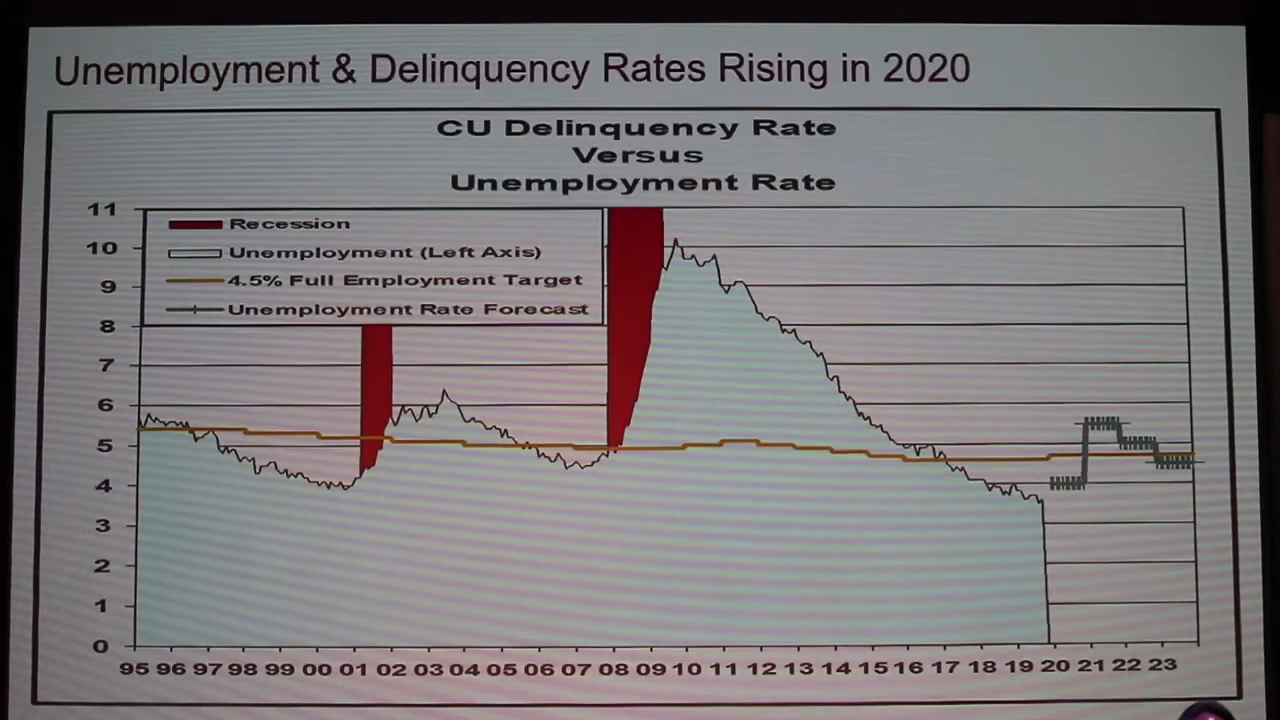 Unemployment & Delinquency Rates Rising in 2020
CU Delinquency Rate
Versus
Unemployment Rate
Recession
Unemployment (Left Axis)
4.5% Full Employment Target
Unemployment Rate Forecast
11
10
9
8
7
6
5
4
3
2
1
0
95 96 97 98 99 00 01 02 03 04 05 06 07 08 09 10 11 12 13 14 15 16 17 18 19 20 21 22 23